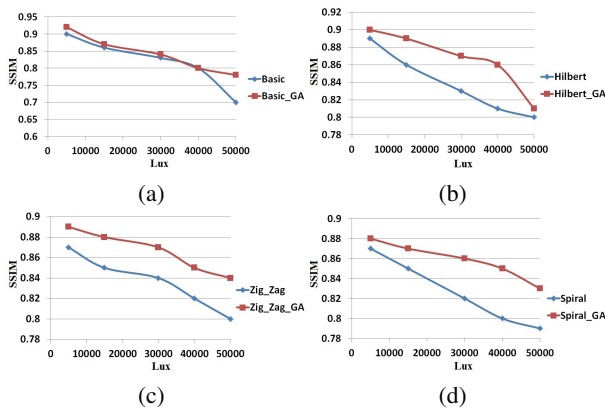 0.95
0.9
0.85
0.8
0.75
0.7
0.65
0.6
SSIM
0 10000 20000 30000 40000 50000
Lux
Basic
Basic_GA
(a)
0.92
0.9
0.88
0.86
0.84
0.82
0.8
0.78
SSIM
0 10000 20000 30000 40000 50000
Lux
Hilbert
Hilbert_GA
(b)
0.9
0.88
0.86
0.84
0.82
0.8
0.78
SSIM
0 10000 20000 30000 40000 50000
Lux
Zig_Zag
Zig_Zag_GA
(c)
0.9
0.88
0.86
0.84
0.82
0.8
0.78
SSIM
0 10000 20000 30000 40000 50000
Lux
Spiral
Spiral_GA
(d)